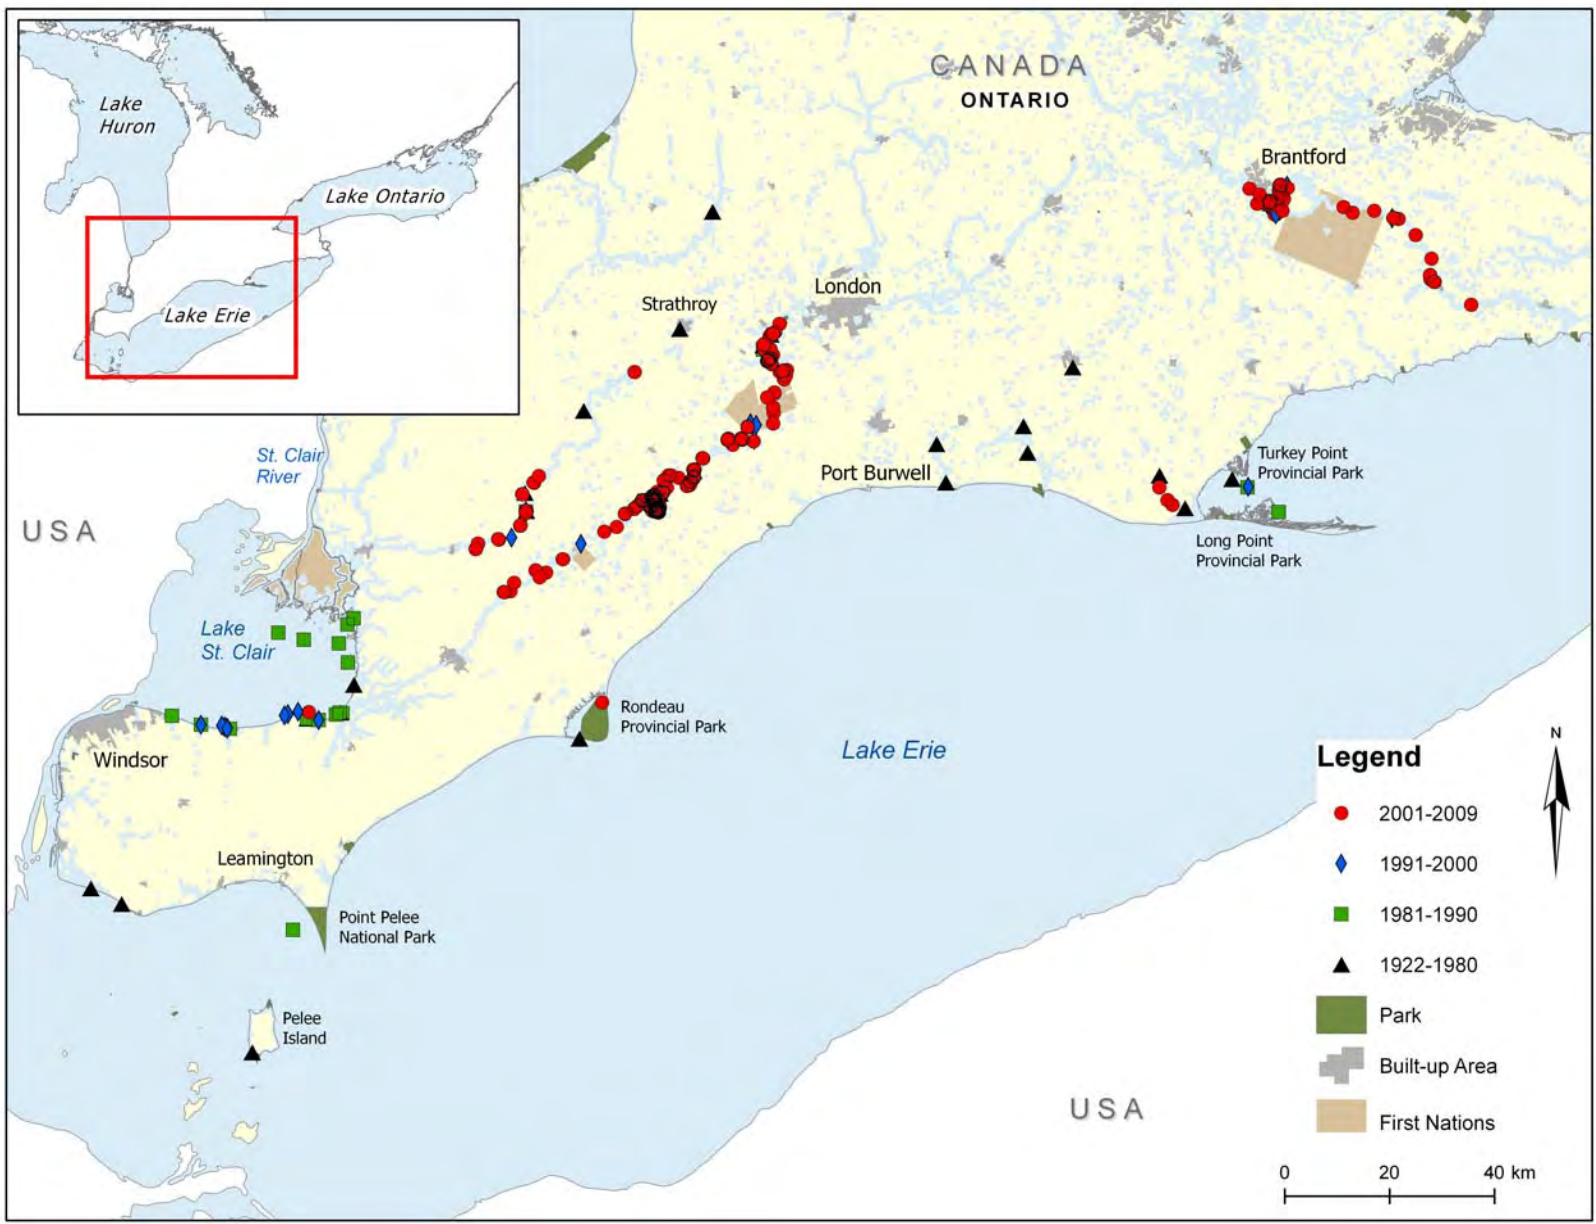 Lake
Huron
Lake Ontario
Lake Erie
CANADA
ONTARIO
Brantford
London
Strathroy
St. Clair
River
Port Burwell
Turkey Point
Provincial Park
USA
Long Point
Provincial Park
Lake
St. Clair
Rondeau
Provincial Park
Windsor
Lake Erie
Leamington
Point Pelee
National Park
Pelee
Island
USA
N
Legend
2001-2009
1991-2000
1981-1990
1922-1980
Park
Built-up Area
First Nations
0 20 40 km